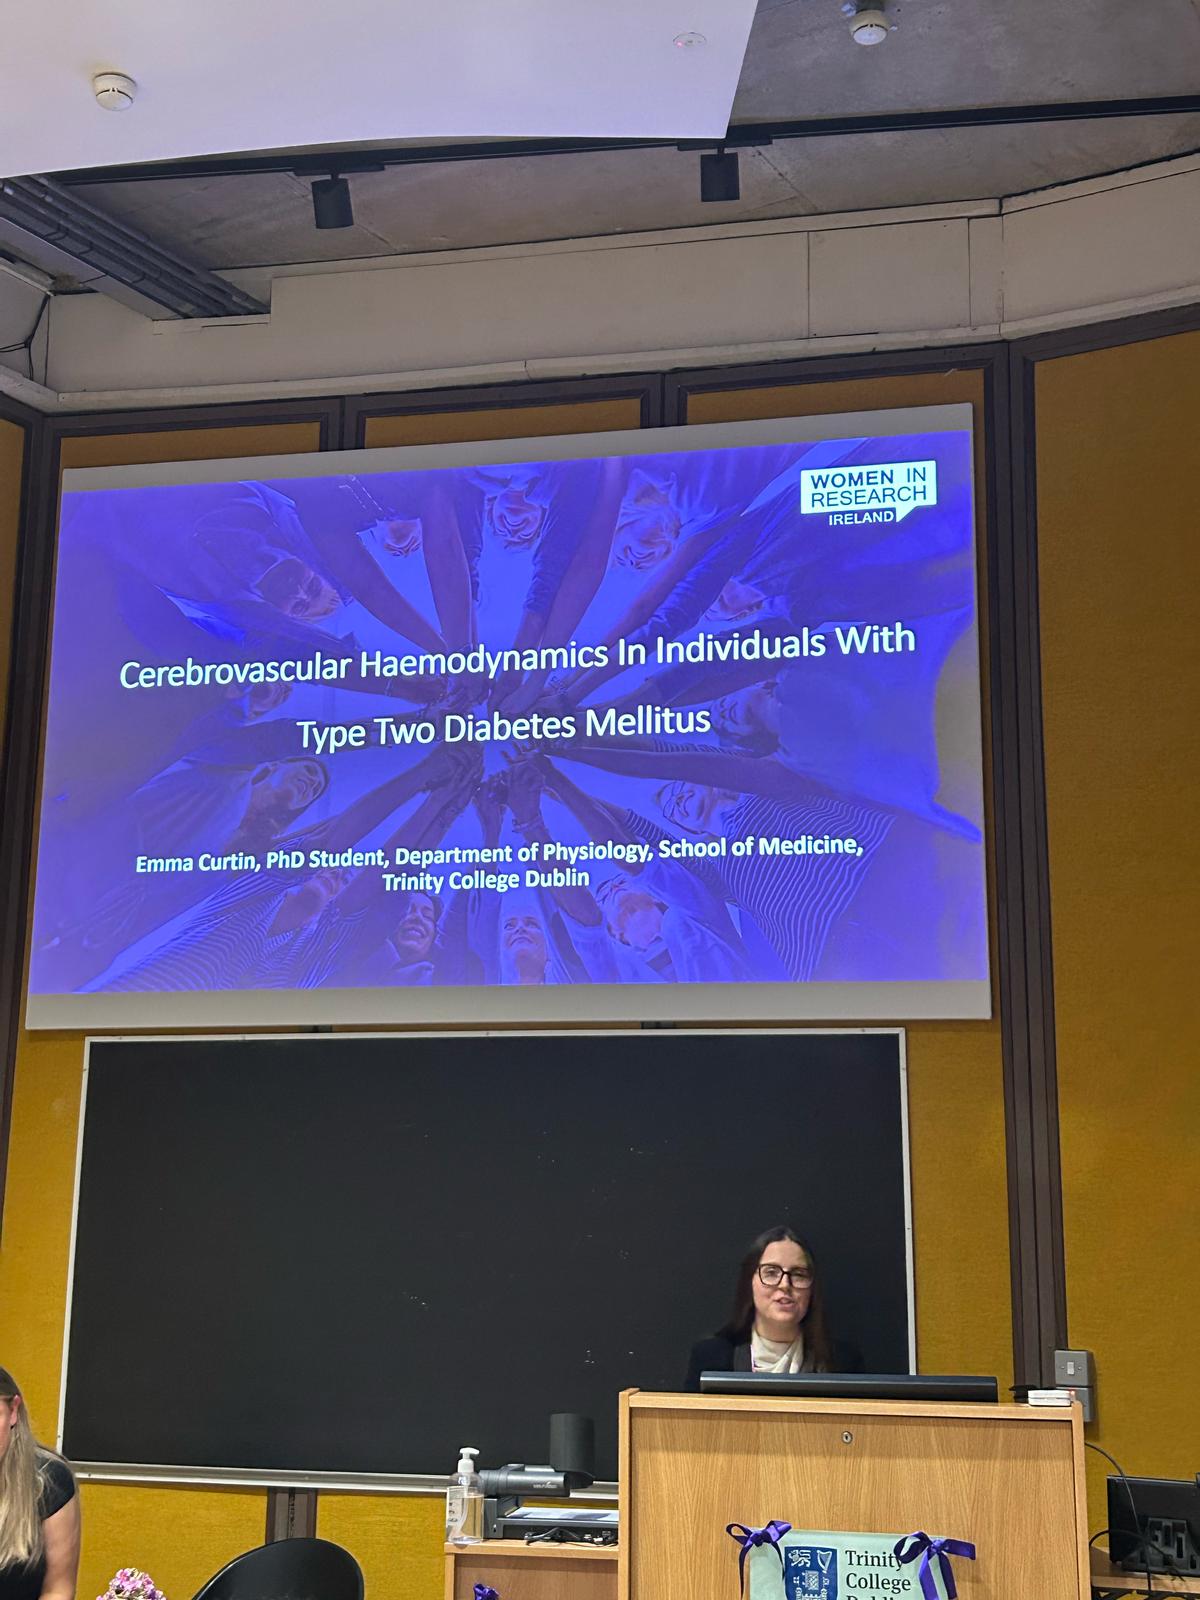 WOMEN IN
RESEARCH
IRELAND
Cerebrovascular Haemodynamics In Individuals With
Type Two Diabetes Mellitus
Emma Curtin, PhD Student, Department of Physiology, School of Medicine,
Trinity College Dublin
Trinity
College
Dublin